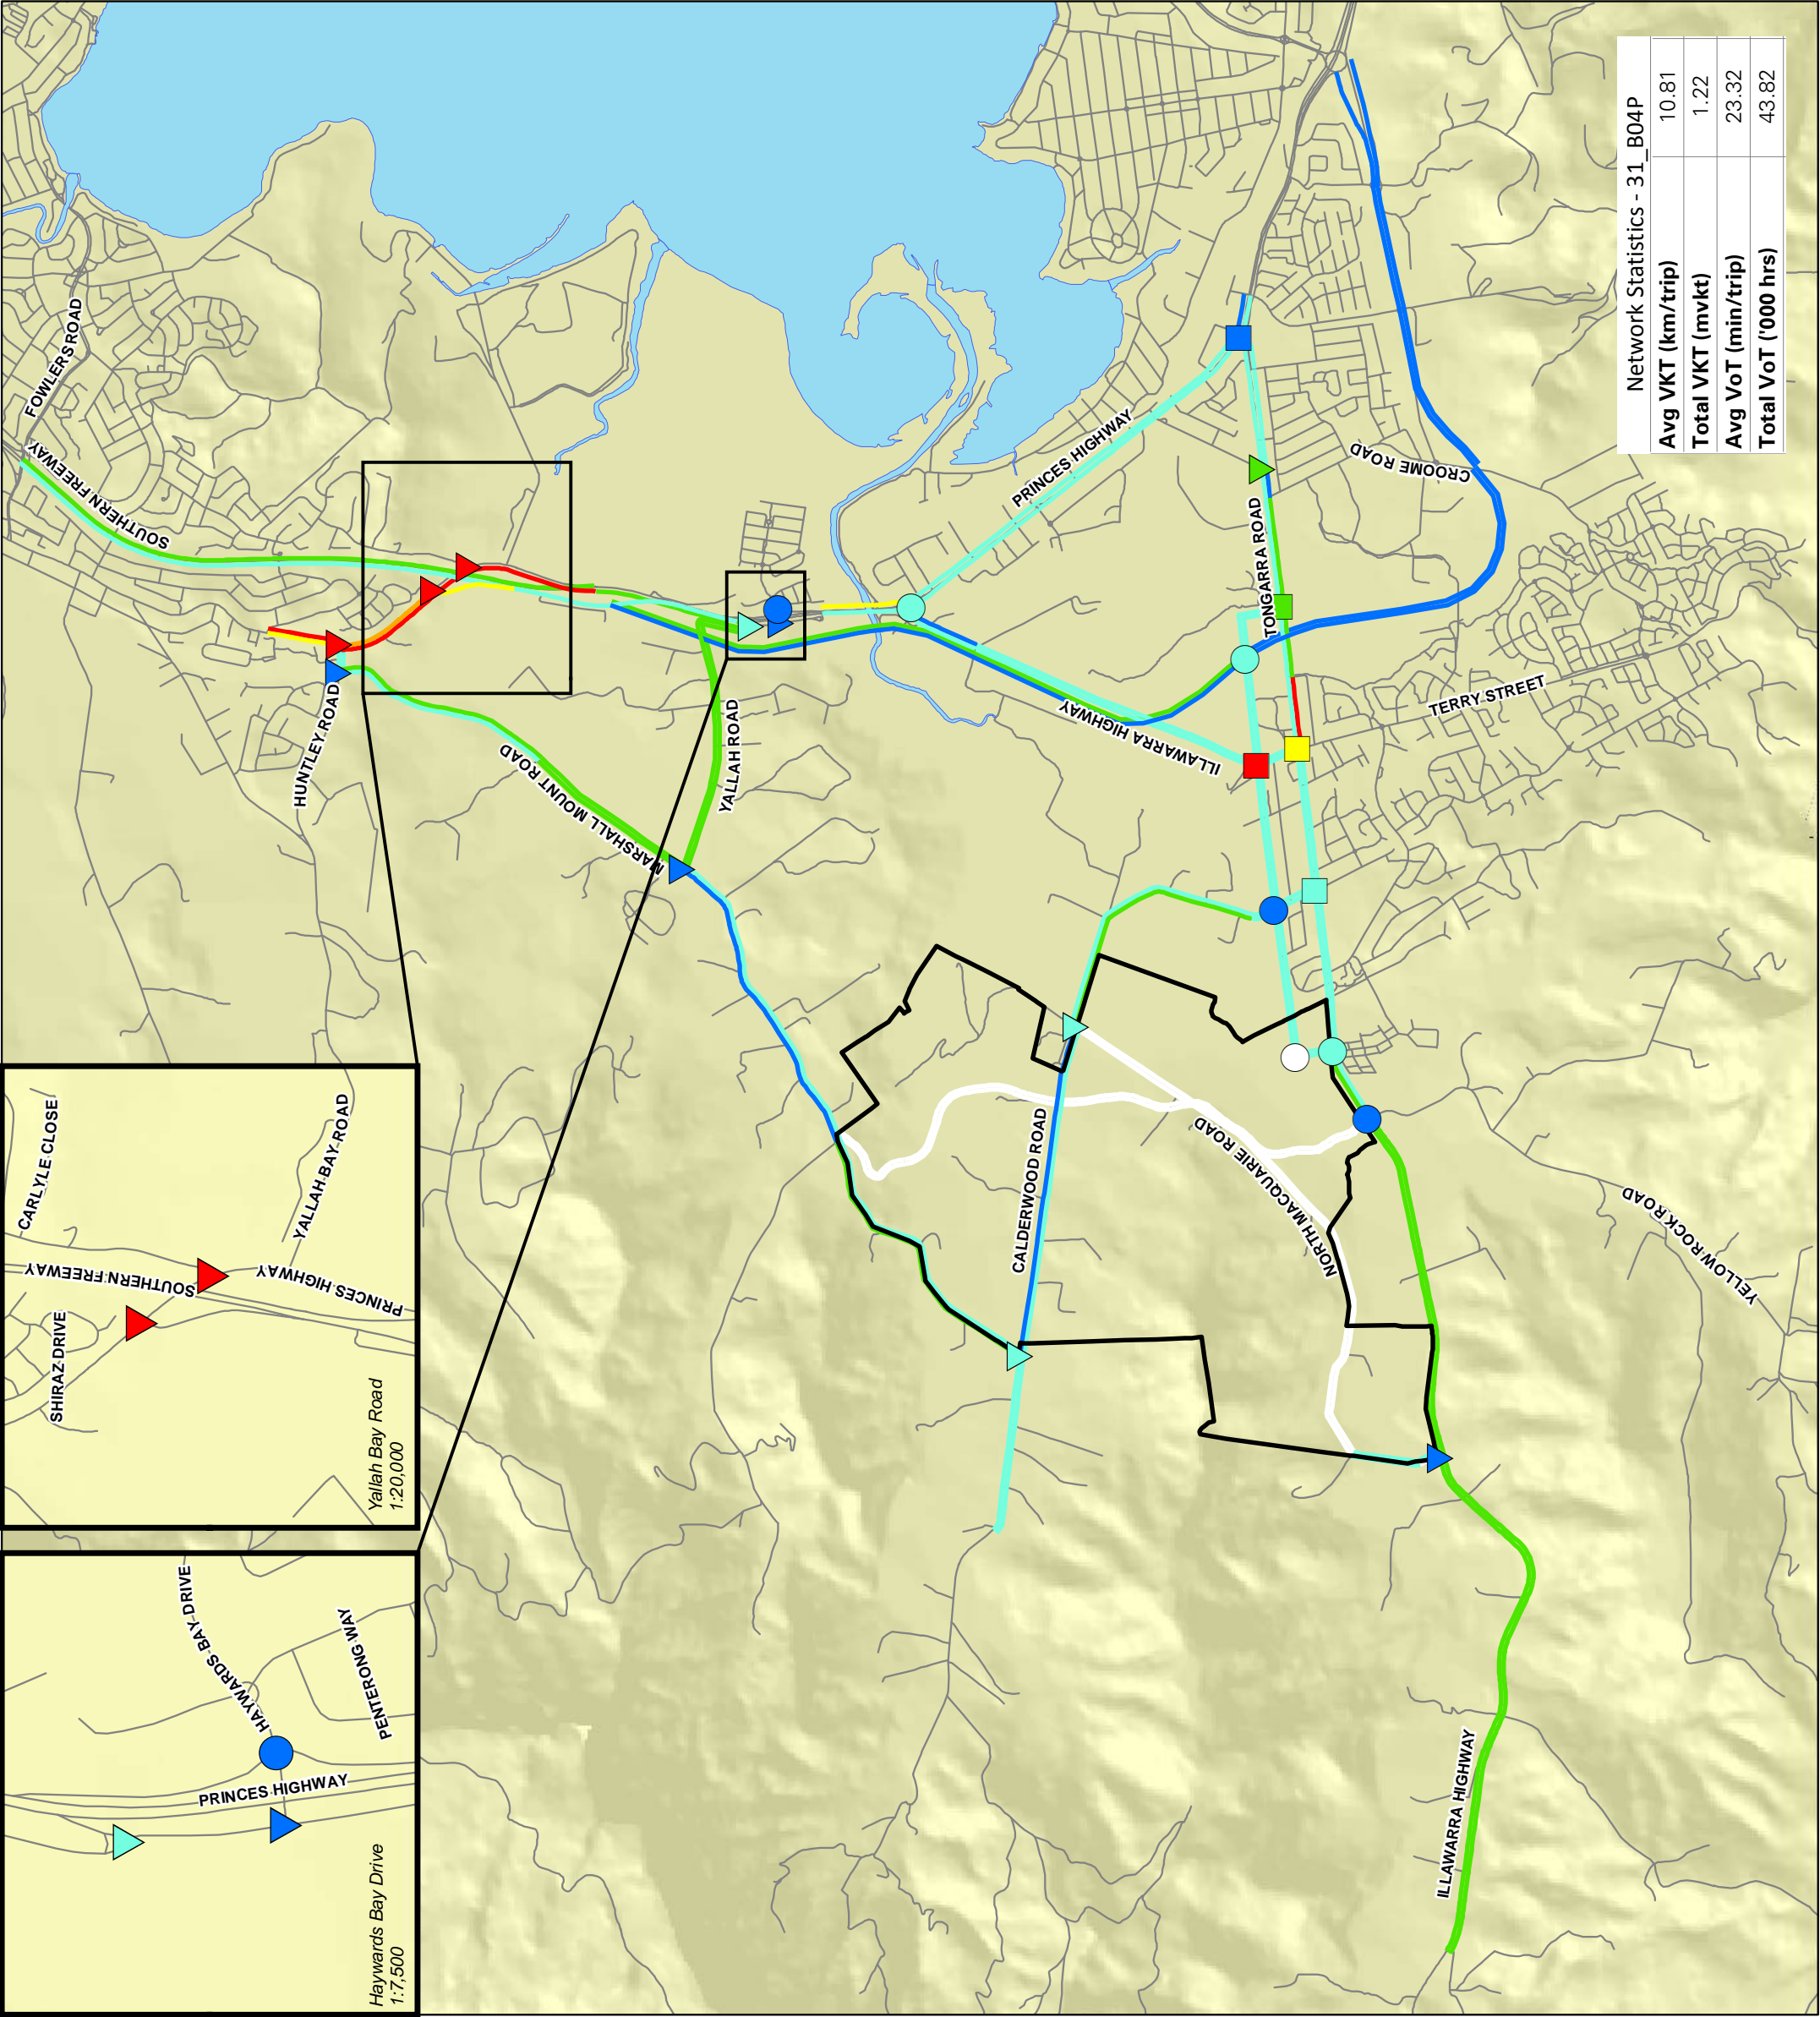 FOWLERS ROAD
SOUTHERN FREEWAY
HUNTLEY ROAD
MARSHALL MOUNT ROAD
YALLAH ROAD
PRINCES HIGHWAY
ILLAWARRA HIGHWAY
TONGARRA ROAD
CROOME ROAD
TERRY STREET
CALDERWOOD ROAD
NORTH MACQUARIE ROAD
YELLOW ROCK ROAD
ILLAWARRA HIGHWAY
CARLYLE CLOSE
SOUTHERN FREEWAY
YALLAH BAY ROAD
PRINCES HIGHWAY
SHIRAZ DRIVE
Yallah Bay Road
1:20,000
HAYWARDS BAY DRIVE
PENTERONG WAY
PRINCES HIGHWAY
Haywards Bay Drive
1:7,500
Network Statistics - 31_B04P
Avg VKT (km/trip) 10.81
Total VKT (mvkt) 1.22
Avg VoT (min/trip) 23.32
Total VoT ('000 hrs) 43.82